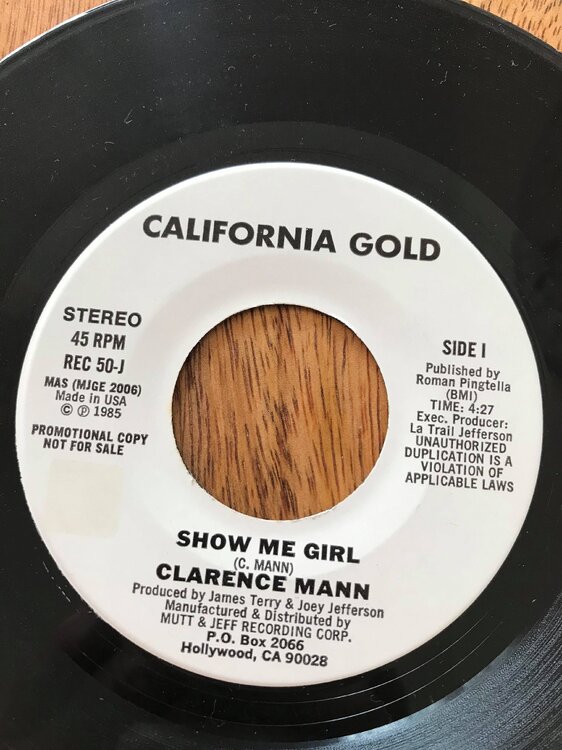 CALIFORNIA GOLD
STEREO
45 RPM
REC 50-J
MAS (MJGE 2006)
Made in USA
© ℗ 1985
PROMOTIONAL COPY
NOT FOR SALE
SIDE I
Published by
Roman Pingtella
(BMI)
TIME: 4:27
Exec. Producer:
La Trail Jefferson
UNAUTHORIZED
DUPLICATION IS A
VIOLATION OF
APPLICABLE LAWS
SHOW ME GIRL
(C. MANN)
CLARENCE MANN
Produced by James Terry & Joey Jefferson
Manufactured & Distributed by
MUTT & JEFF RECORDING CORP.
P.O. Box 2066
Hollywood, CA 90028